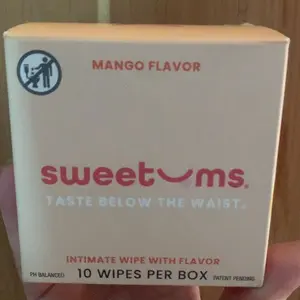 MANGO FLAVOR
sweetums®
TASTE BELOW THE WAIST.
INTIMATE WIPE WITH FLAVOR
PH BALANCED 10 WIPES PER BOX PATENT PENDING